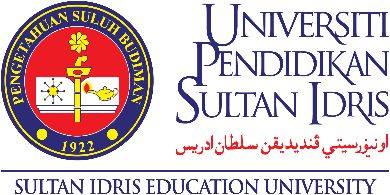 PENGETAHUAN SULUH BUDIMAN
1922
UNIVERSITI
PENDIDIKAN
SULTAN IDRIS
اونيۏرسيتي ڤنديديقن سلطان ادريس
SULTAN IDRIS EDUCATION UNIVERSITY